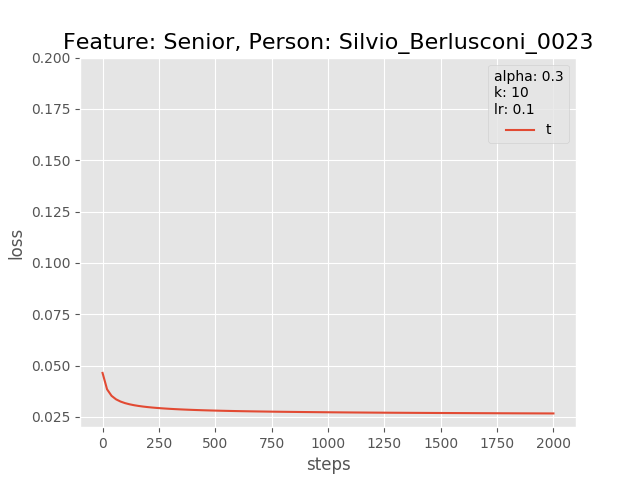 Feature: Senior, Person: Silvio_Berlusconi_0023
alpha: 0.3
k: 10
lr: 0.1
t
0.200
0.175
0.150
0.125
0.100
0.075
0.050
0.025
loss
0 250 500 750 1000 1250 1500 1750 2000
steps